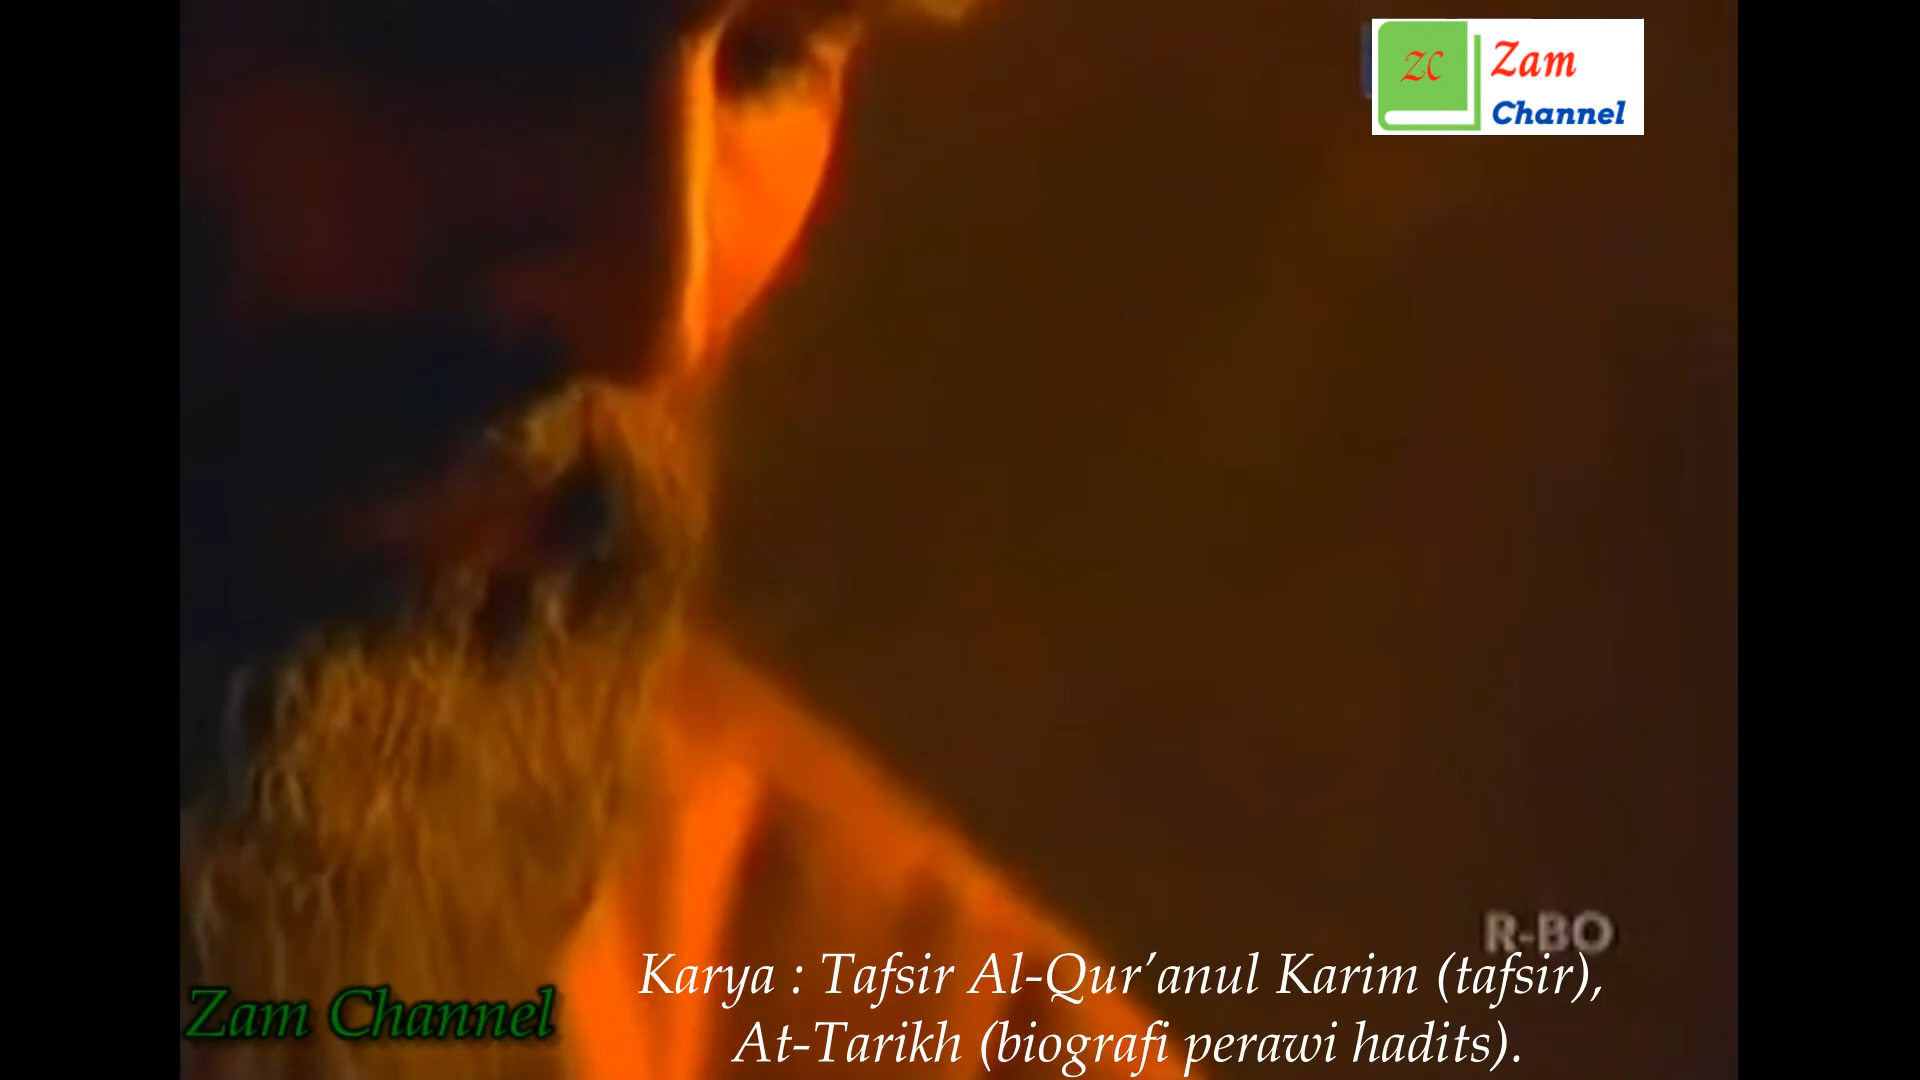 ZC
Zam
Channel
R-BO
Karya : Tafsir Al-Qur’anul Karim (tafsir),
At-Tarikh (biografi perawi hadits).
Zam Channel